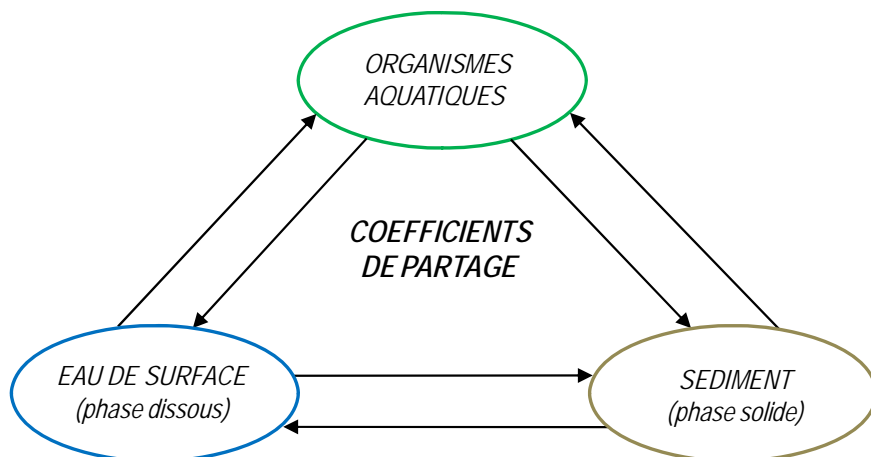 ORGANISMES
AQUATIQUES
COEFFICIENTS
DE PARTAGE
EAU DE SURFACE
(phase dissous)
SEDIMENT
(phase solide)